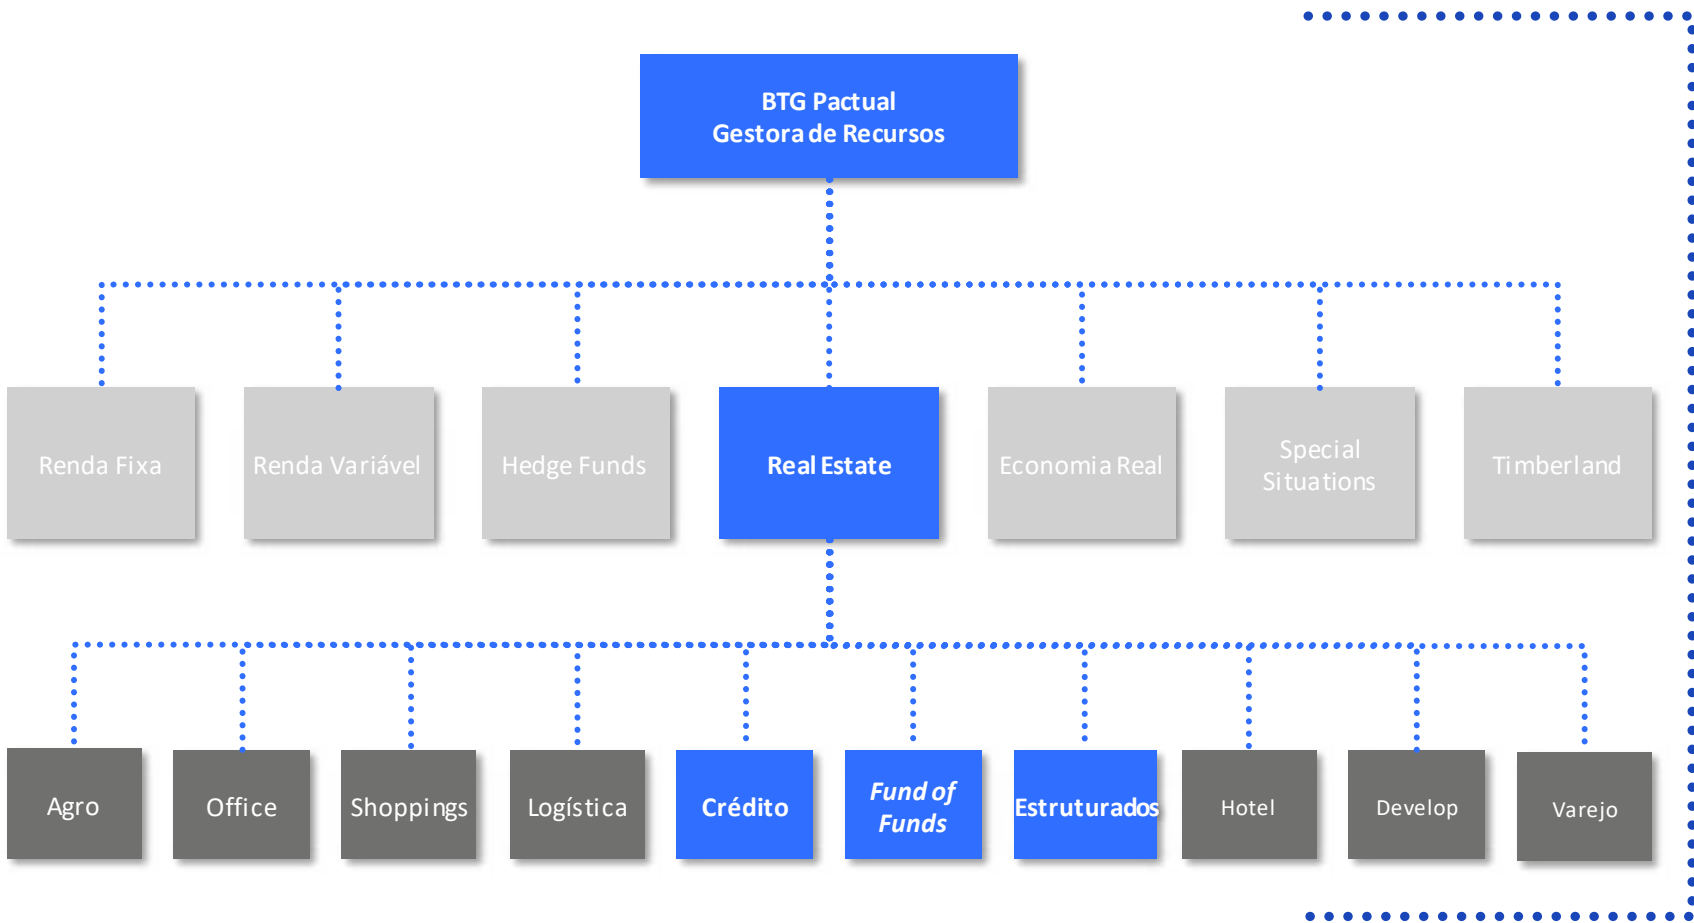 BTG Pactual
Gestora de Recursos
Renda Fixa
Renda Variável
Hedge Funds
Real Estate
Economia Real
Special
Situations
Timberland
Agro
Office
Shoppings
Logística
Crédito
Fund of
Funds
Estruturados
Hotel
Develop
Varejo